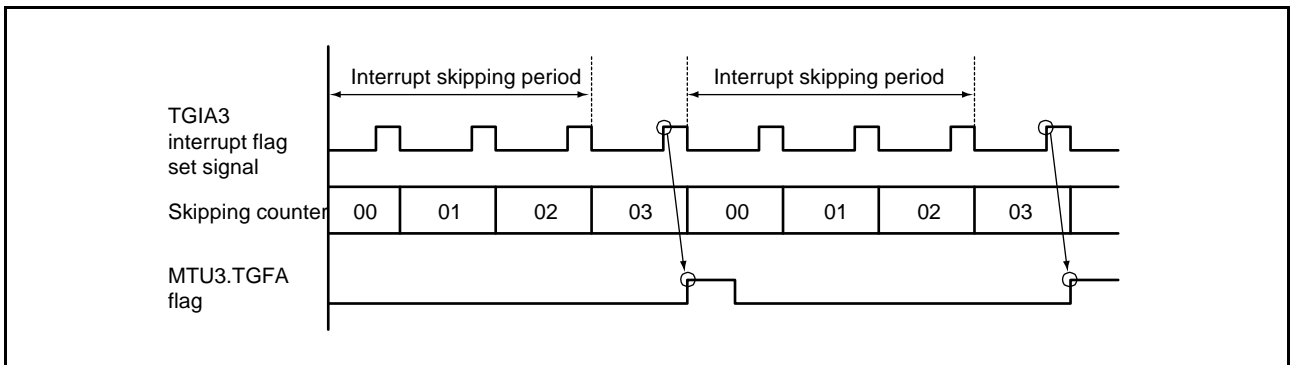 Interrupt skipping period Interrupt skipping period
TGIA3
interrupt flag
set signal
Skipping counter 00 01 02 03 00 01 02 03
MTU3.TGFA
flag